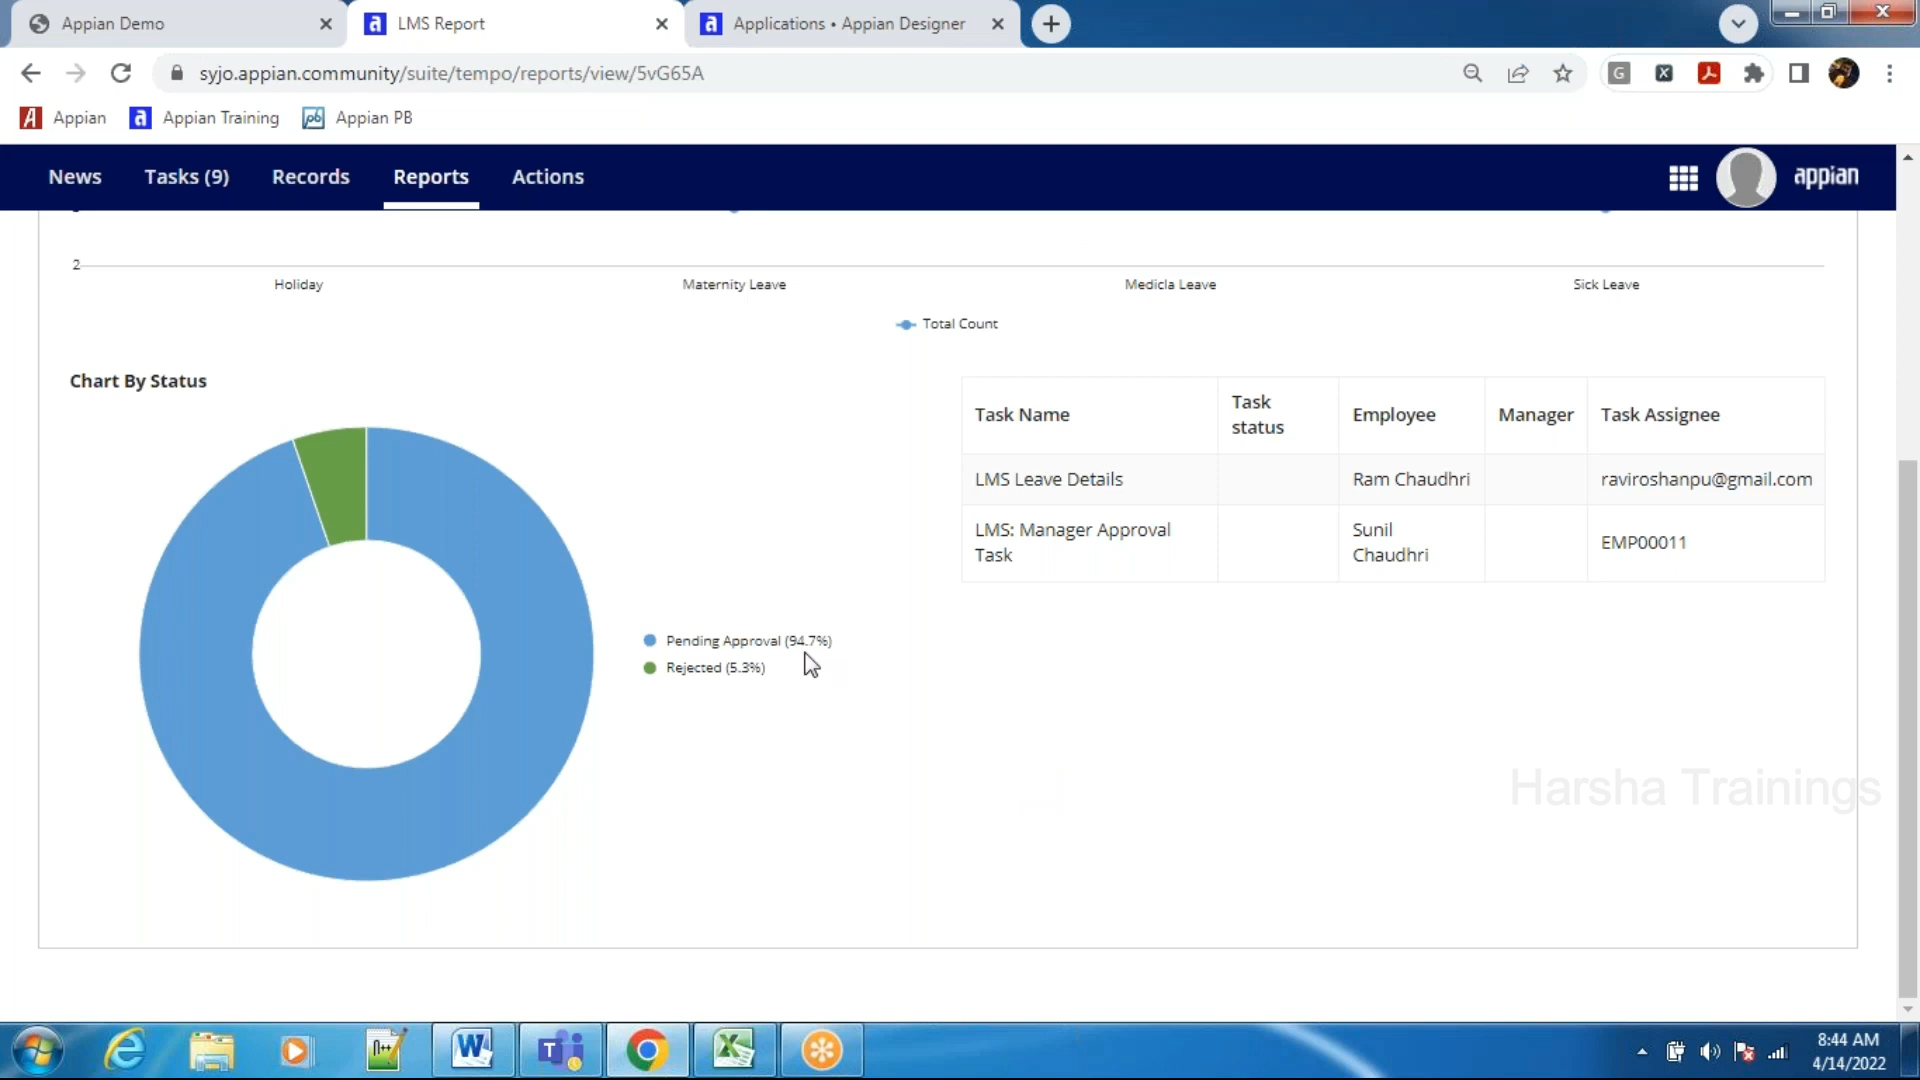 Appian Demo
LMS Report
Applications • Appian Designer
syjo.appian.community/suite/tempo/reports/view/5vG65A
Appian
Appian Training
Appian PB
News
Tasks (9)
Records
Reports
Actions
appian
2
Holiday
Maternity Leave
Medicla Leave
Sick Leave
Total Count
Chart By Status
Pending Approval (94.7%)
Rejected (5.3%)
Task Name
Task
status
Employee
Manager
Task Assignee
LMS Leave Details
Ram Chaudhri
raviroshanpu@gmail.com
LMS: Manager Approval
Task
Sunil
Chaudhri
EMP00011
Harsha Trainings
8:44 AM
4/14/2022